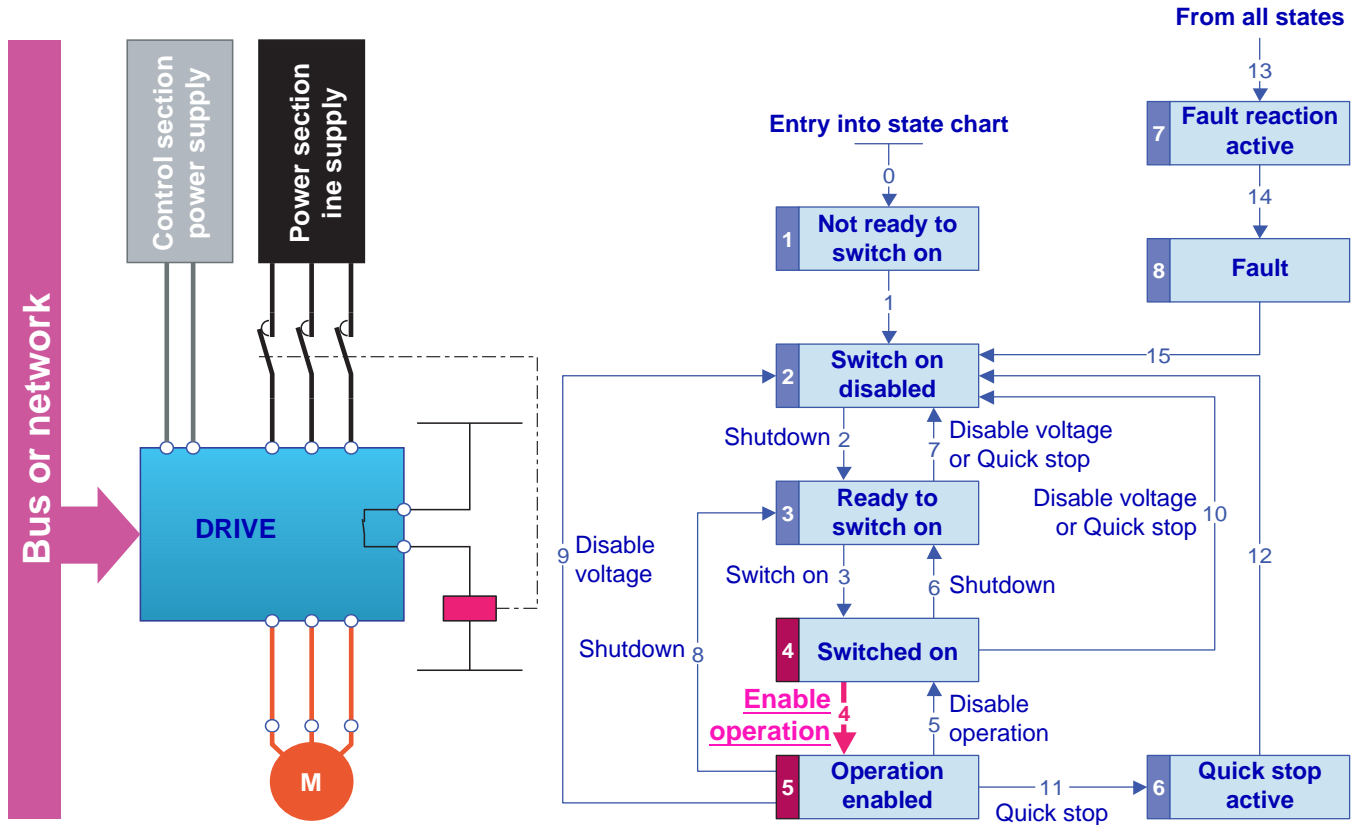 Bus or network
Control section
power supply
Power section
ine supply
DRIVE
M
From all states
13
7
Fault reaction
active
14
8
Fault
15
Entry into state chart
0
1
Not ready to
switch on
1
2
Switch on
disabled
Shutdown 2
7 Disable voltage
or Quick stop
3
Ready to
switch on
Disable voltage
or Quick stop
10
12
9 Disable
voltage
Switch on 3
6 Shutdown
Shutdown 8
4
Switched on
Enable
operation
4
5
Disable
operation
5
Operation
enabled
11
Quick stop
6
Quick stop
active